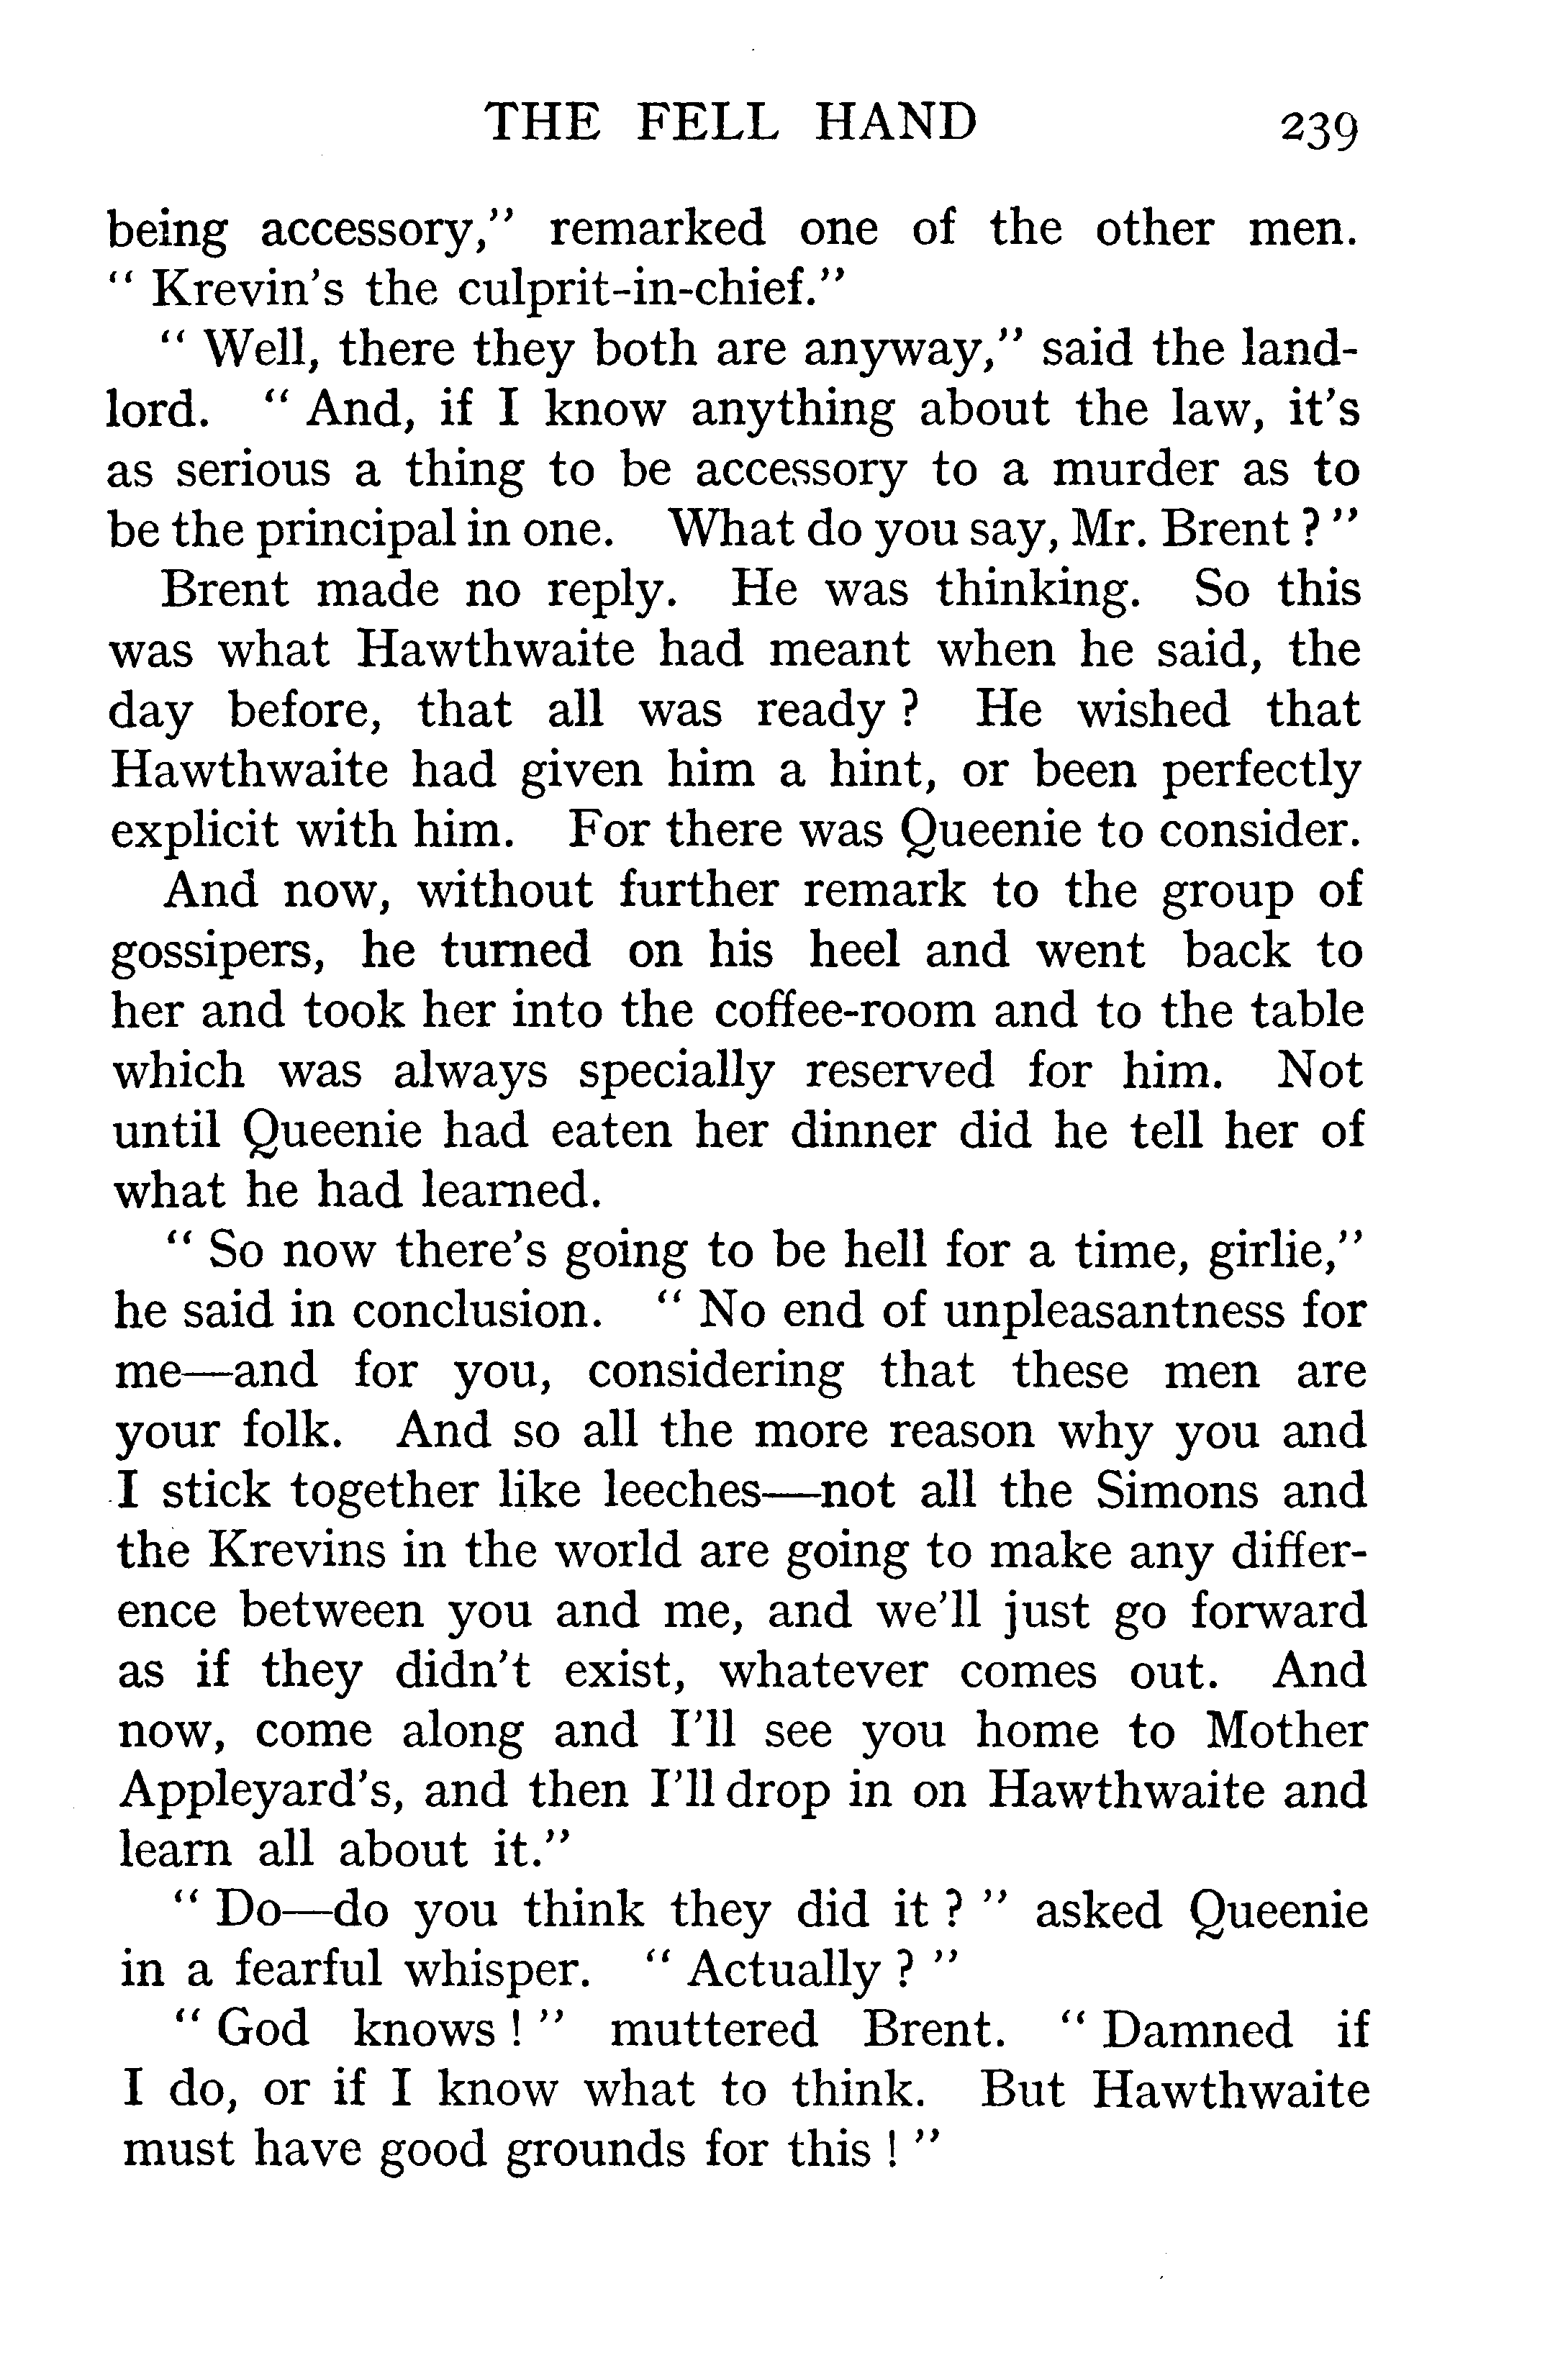 THE FELL HAND 239
being accessory," remarked one of the other men.
" Krevin's the culprit-in-chief."
" Well, there they both are anyway," said the land-
lord. " And, if I know anything about the law, it's
as serious a thing to be accessory to a murder as to
be the principal in one. What do you say, Mr. Brent ? "
Brent made no reply. He was thinking. So this
was what Hawthwaite had meant when he said, the
day before, that all was ready ? He wished that
Hawthwaite had given him a hint, or been perfectly
explicit with him. For there was Queenie to consider.
And now, without further remark to the group of
gossipers, he turned on his heel and went back to
her and took her into the coffee-room and to the table
which was always specially reserved for him. Not
until Queenie had eaten her dinner did he tell her of
what he had learned.
" So now there's going to be hell for a time, girlie,"
he said in conclusion. " No end of unpleasantness for
me—and for you, considering that these men are
your folk. And so all the more reason why you and
I stick together like leeches—not all the Simons and
the Krevins in the world are going to make any differ-
ence between you and me, and we'll just go forward
as if they didn't exist, whatever comes out. And
now, come along and I'll see you home to Mother
Appleyard's, and then I'll drop in on Hawthwaite and
learn all about it."
" Do—do you think they did it ? " asked Queenie
in a fearful whisper. " Actually ? "
" God knows ! " muttered Brent. " Damned if
I do, or if I know what to think. But Hawthwaite
must have good grounds for this ! "